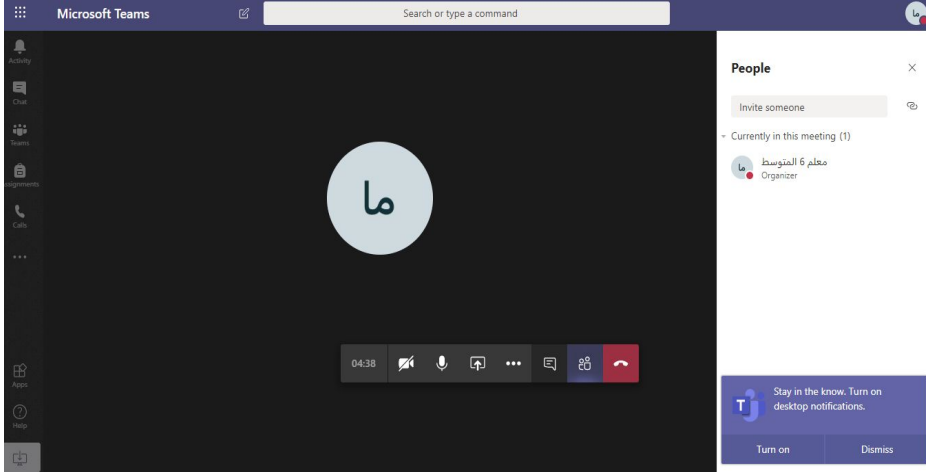 Microsoft Teams
Search or type a command
ما
Activity
Chat
Teams
Assignments
Calls
Apps
Help
ما
04:38
People
Invite someone
Currently in this meeting (1)
ما
معلم 6 المتوسط
Organizer
T
Stay in the know. Turn on
desktop notifications.
Turn on
Dismiss